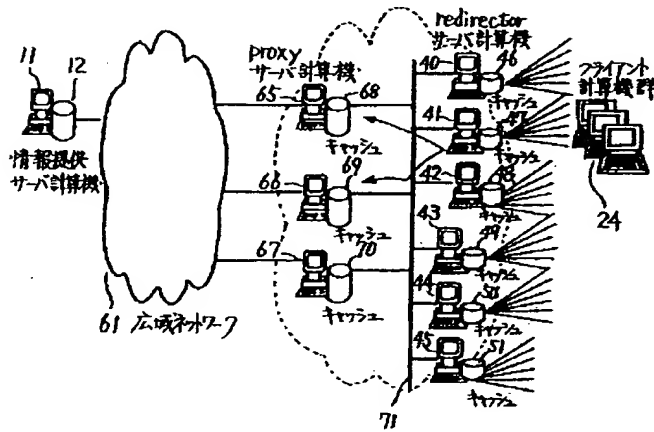 11
12
情報提供
サーバ計算機
61 広域ネットワーク
proxy
サーバ計算機
65
68
キャッシュ
66
69
キャッシュ
67
70
キャッシュ
redirector
サーバ計算機
40
46
キャッシュ
41
47
キャッシュ
42
48
キャッシュ
43
49
キャッシュ
44
50
キャッシュ
45
51
キャッシュ
71
クライアント
計算機群
24